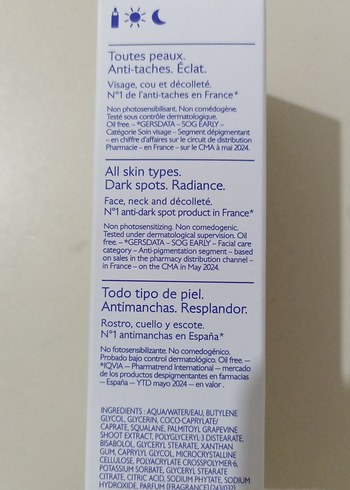 Toutes peaux.
Anti-taches. Éclat.
Visage, cou et décolleté.
N°1 de l'anti-taches en France*
Non photosensibilisant. Non comédogène.
Testé sous contrôle dermatologique.
Oil free. – *GERSDATA – SOG EARLY –
Catégorie Soin visage – Segment dépigmentant
– en chiffre d'affaires sur le circuit de distribution
Pharmacie – en France – sur le CMA à mai 2024.
All skin types.
Dark spots. Radiance.
Face, neck and décolleté.
N°1 anti-dark spot product in France*
Non photosensitizing. Non comedogenic.
Tested under dermatological supervision. Oil
free. – *GERSDATA – SOG EARLY – Facial care
category – Anti-pigmentation segment – based
on sales in the pharmacy distribution channel –
in France – on the CMA in May 2024.
Todo tipo de piel.
Antimanchas. Resplandor.
Rostro, cuello y escote.
N°1 antimanchas en España*
No fotosensibilizante. No comedogénico.
Probado bajo control dermatológico. Oil free. –
*IQVIA – Pharmatrend International – mercado
de los productos despigmentantes en farmacias
– España – YTD mayo 2024 – en valor .
INGREDIENTS : AQUA/WATER/EAU, BUTYLENE
GLYCOL, GLYCERIN, COCO-CAPRYLATE/
CAPRATE, SQUALANE, PALMITOYL GRAPEVINE
SHOOT EXTRACT, POLYGLYCERYL-3 DISTEARATE,
BISABOLOL, GLYCERYL STEARATE, XANTHAN
GUM, CAPRYLYL GLYCOL, MICROCRYSTALLINE
CELLULOSE, POLYACRYLATE CROSSPOLYMER-6,
POTASSIUM SORBATE, GLYCERYL STEARATE
CITRATE, CITRIC ACID, SODIUM PHYTATE, SODIUM
HYDROXIDE, PARFUM (FRAGRANCE)